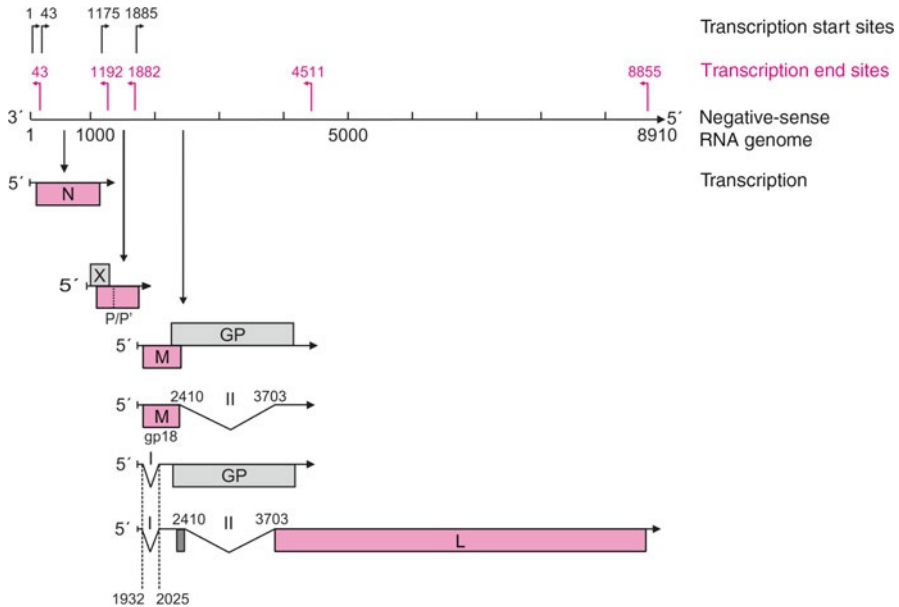 1 43 1175 1885 Transcription start sites
43 1192 1882 4511 8855 Transcription end sites
3´ 5´ Negative-sense
1 1000 5000 8910 RNA genome
5´ N Transcription
5´ X
P/P'
5´ M GP
5´ M 2410 II 3703
gp18
5´ I GP
5´ I 2410 II 3703 L
1932 2025